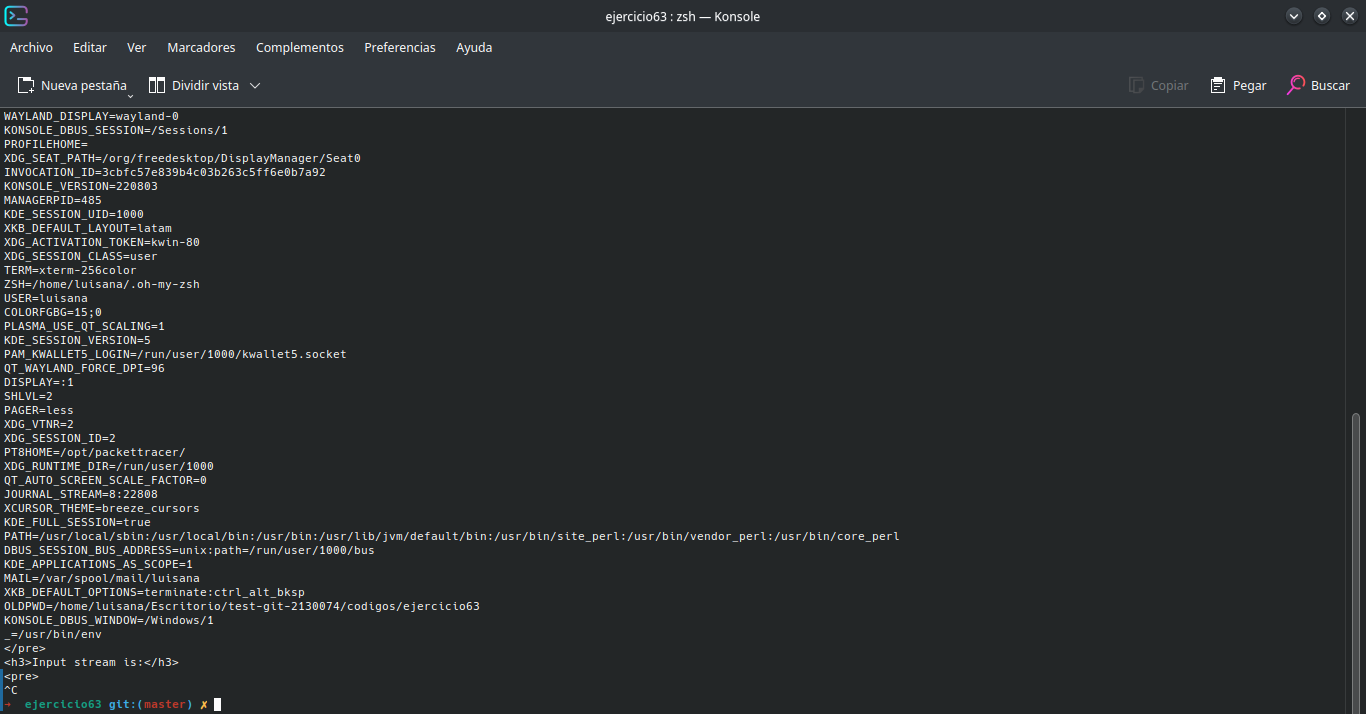 ejercicio63 : zsh — Konsole
Archivo Editar Ver Marcadores Complementos Preferencias Ayuda
Nueva pestaña Dividir vista Copiar Pegar Buscar
WAYLAND_DISPLAY=wayland-0
KONSOLE_DBUS_SESSION=/Sessions/1
PROFILEHOME=
XDG_SEAT_PATH=/org/freedesktop/DisplayManager/Seat0
INVOCATION_ID=3cbfc57e839b4c03b263c5ff6e0b7a92
KONSOLE_VERSION=220803
MANAGERPID=485
KDE_SESSION_UID=1000
XKB_DEFAULT_LAYOUT=latam
XDG_ACTIVATION_TOKEN=kwin-80
XDG_SESSION_CLASS=user
TERM=xterm-256color
ZSH=/home/luisana/.oh-my-zsh
USER=luisana
COLORFGBG=15;0
PLASMA_USE_QT_SCALING=1
KDE_SESSION_VERSION=5
PAM_KWALLET5_LOGIN=/run/user/1000/kwallet5.socket
QT_WAYLAND_FORCE_DPI=96
DISPLAY=:1
SHLVL=2
PAGER=less
XDG_VTNR=2
XDG_SESSION_ID=2
PT8HOME=/opt/packettracer/
XDG_RUNTIME_DIR=/run/user/1000
QT_AUTO_SCREEN_SCALE_FACTOR=0
JOURNAL_STREAM=8:22808
XCURSOR_THEME=breeze_cursors
KDE_FULL_SESSION=true
PATH=/usr/local/sbin:/usr/local/bin:/usr/bin:/usr/lib/jvm/default/bin:/usr/bin/site_perl:/usr/bin/vendor_perl:/usr/bin/core_perl
DBUS_SESSION_BUS_ADDRESS=unix:path=/run/user/1000/bus
KDE_APPLICATIONS_AS_SCOPE=1
MAIL=/var/spool/mail/luisana
XKB_DEFAULT_OPTIONS=terminate:ctrl_alt_bksp
OLDPWD=/home/luisana/Escritorio/test-git-2130074/codigos/ejercicio63
KONSOLE_DBUS_WINDOW=/Windows/1
_=/usr/bin/env
</pre>
<h3>Input stream is:</h3>
<pre>
^C
→ ejercicio63 git:(master) ✗